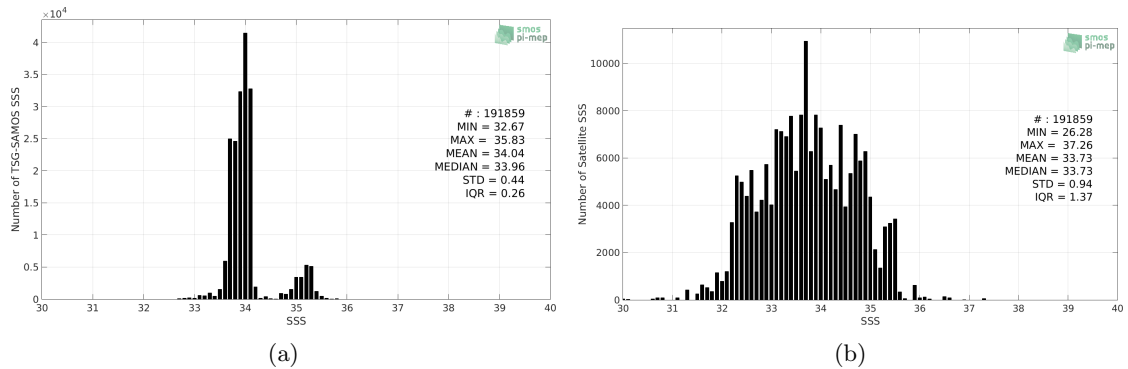 ×10⁴
4
3.5
3
2.5
2
1.5
1
0.5
0
Number of TSG-SAMOS SSS
smos
pi-mep
# : 191859
MIN = 32.67
MAX = 35.83
MEAN = 34.04
MEDIAN = 33.96
STD = 0.44
IQR = 0.26
30 31 32 33 34 35 36 37 38 39 40
SSS
(a)
10000
8000
6000
4000
2000
0
Number of Satellite SSS
smos
pi-mep
# : 191859
MIN = 26.28
MAX = 37.26
MEAN = 33.73
MEDIAN = 33.73
STD = 0.94
IQR = 1.37
30 31 32 33 34 35 36 37 38 39 40
SSS
(b)